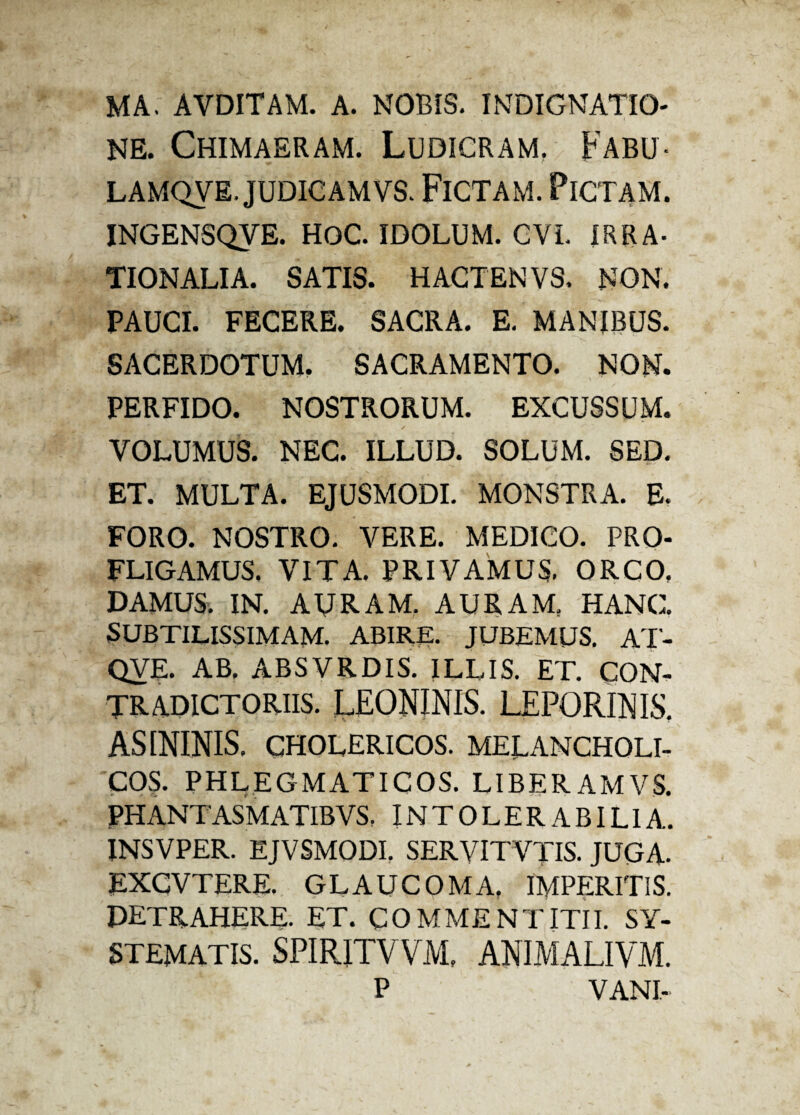 MA. AVDITAM. A. NOBIS. INDIGNATIO-
NE. CHIMAERAM. LUDICRAM. FABU-
LAMQVE. JUDICAMVS. FICTAM. PICTAM.
INGENSQVE. HOC. IDOLUM. CVI. IRRA-
TIONALIA. SATIS. HACTENVS. NON.
PAUCI. FECERE. SACRA. E. MANIBUS.
SACERDOTUM. SACRAMENTO. NON.
PERFIDO. NOSTRORUM. EXCUSSUM.
VOLUMUS. NEC. ILLUD. SOLUM. SED.
ET. MULTA. EJUSMODI. MONSTRA. E.
FORO. NOSTRO. VERE. MEDICO. PRO-
FLIGAMUS. VITA. PRIVAMUS. ORCO.
DAMUS. IN. AURAM. AURAM. HANC.
SUBTILISSIMAM. ABIRE. JUBEMUS. AT-
QVE. AB. ABSVRDIS. ILLIS. ET. CON-
TRADICTORIIS. LEONINIS. LEPORINIS.
ASININIS. CHOLERICOS. MELANCHOLI-
COS. PHLEGMATICOS. LIBERAMVS.
PHANTASMATIBVS. INTOLERABILIA.
INSVPER. EJVSMODI. SERVITVTIS. JUGA.
EXCVTERE. GLAUCOMA. IMPERITIS.
DETRAHERE. ET. COMMENTITII. SY-
STEMATIS. SPIRITVVM. ANIMALIVM.
P VANI-